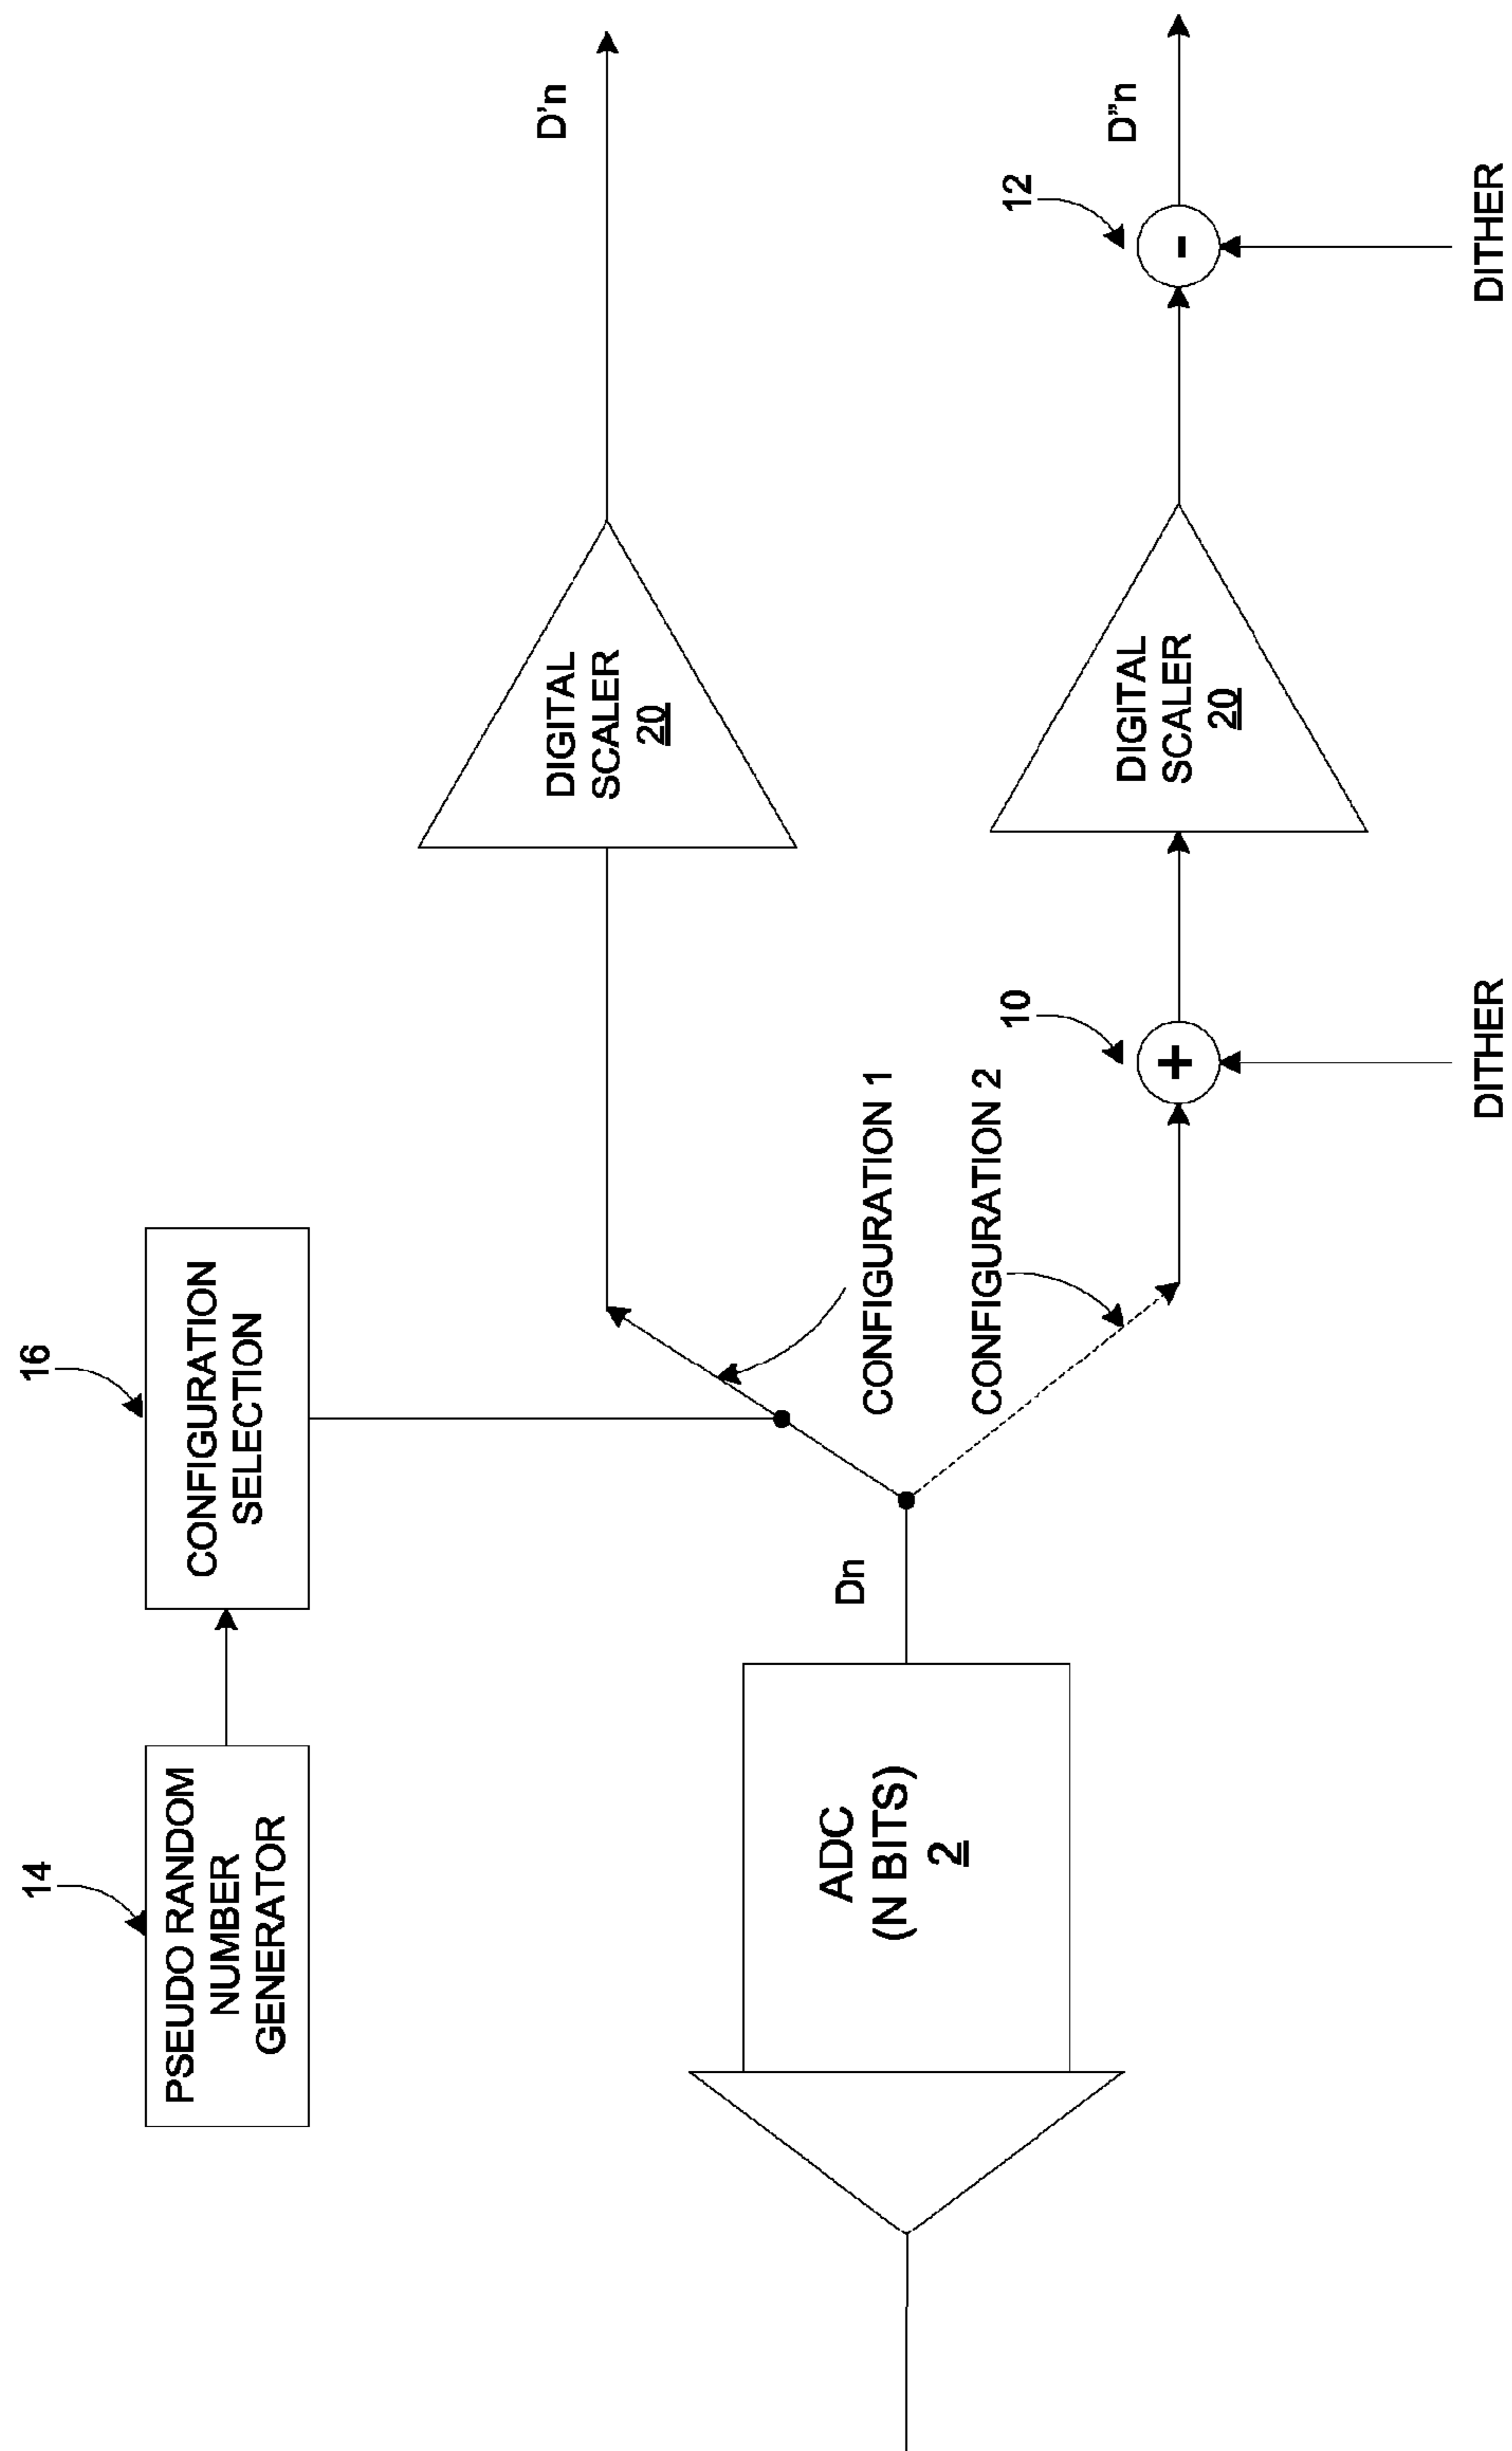 14
PSEUDO RANDOM
NUMBER
GENERATOR
16
CONFIGURATION
SELECTION
ADC
(N BITS)
2
Dn
CONFIGURATION 1
CONFIGURATION 2
DIGITAL
SCALER
20
D'n
10
+
DITHER
DIGITAL
SCALER
20
12
-
DITHER
D"n